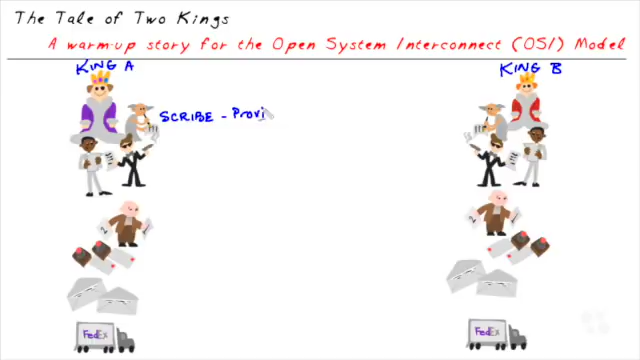 The Tale of Two Kings
A warm-up story for the Open System Interconnect (OSI) Model
KING A
KING B
SCRIBE - Provi
FedEx
FedEx